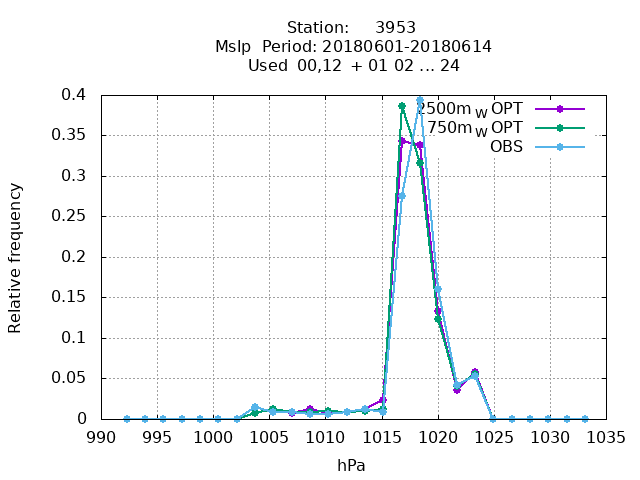 Station: 3953
Mslp Period: 20180601-20180614
Used 00,12 + 01 02 ... 24
0.4
0.35
0.3
0.25
0.2
0.15
0.1
0.05
0
Relative frequency
2500m W OPT
750m W OPT
OBS
990 995 1000 1005 1010 1015 1020 1025 1030 1035
hPa